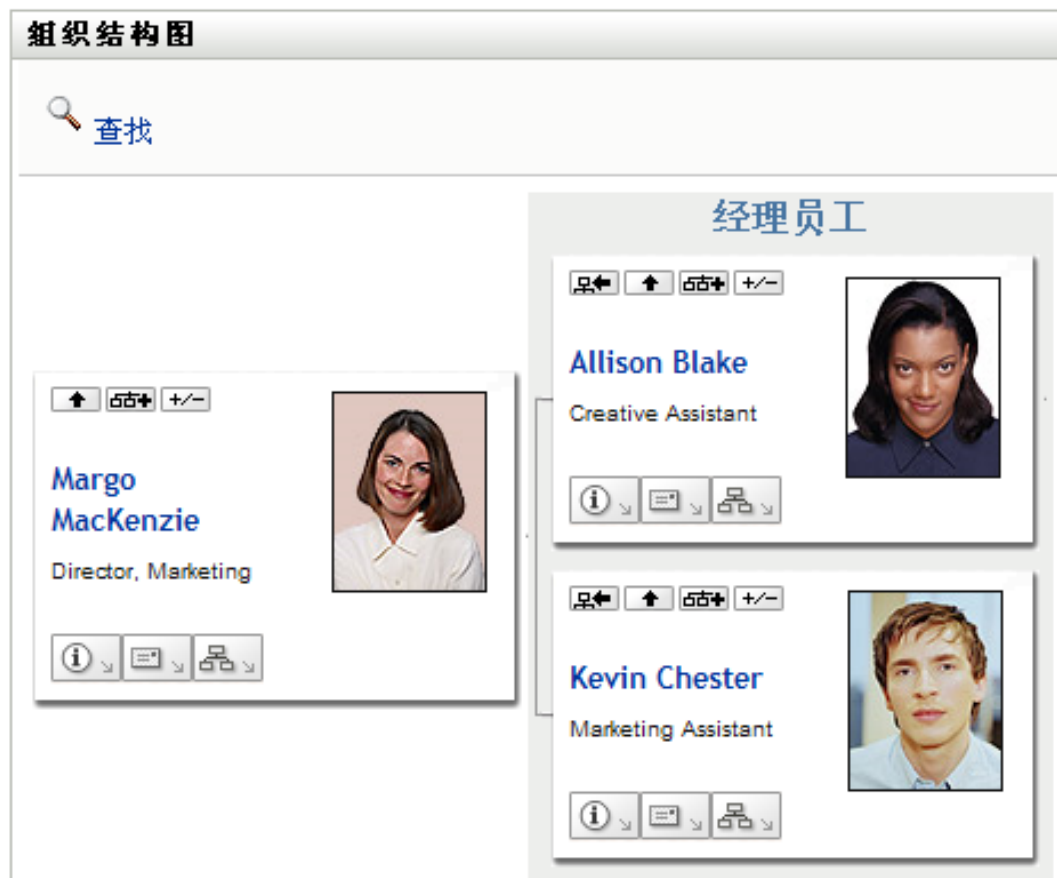 组织结构图
查找
经理员工
+/-
Allison Blake
Creative Assistant
+/-
Margo
MacKenzie
Director, Marketing
+/-
Kevin Chester
Marketing Assistant